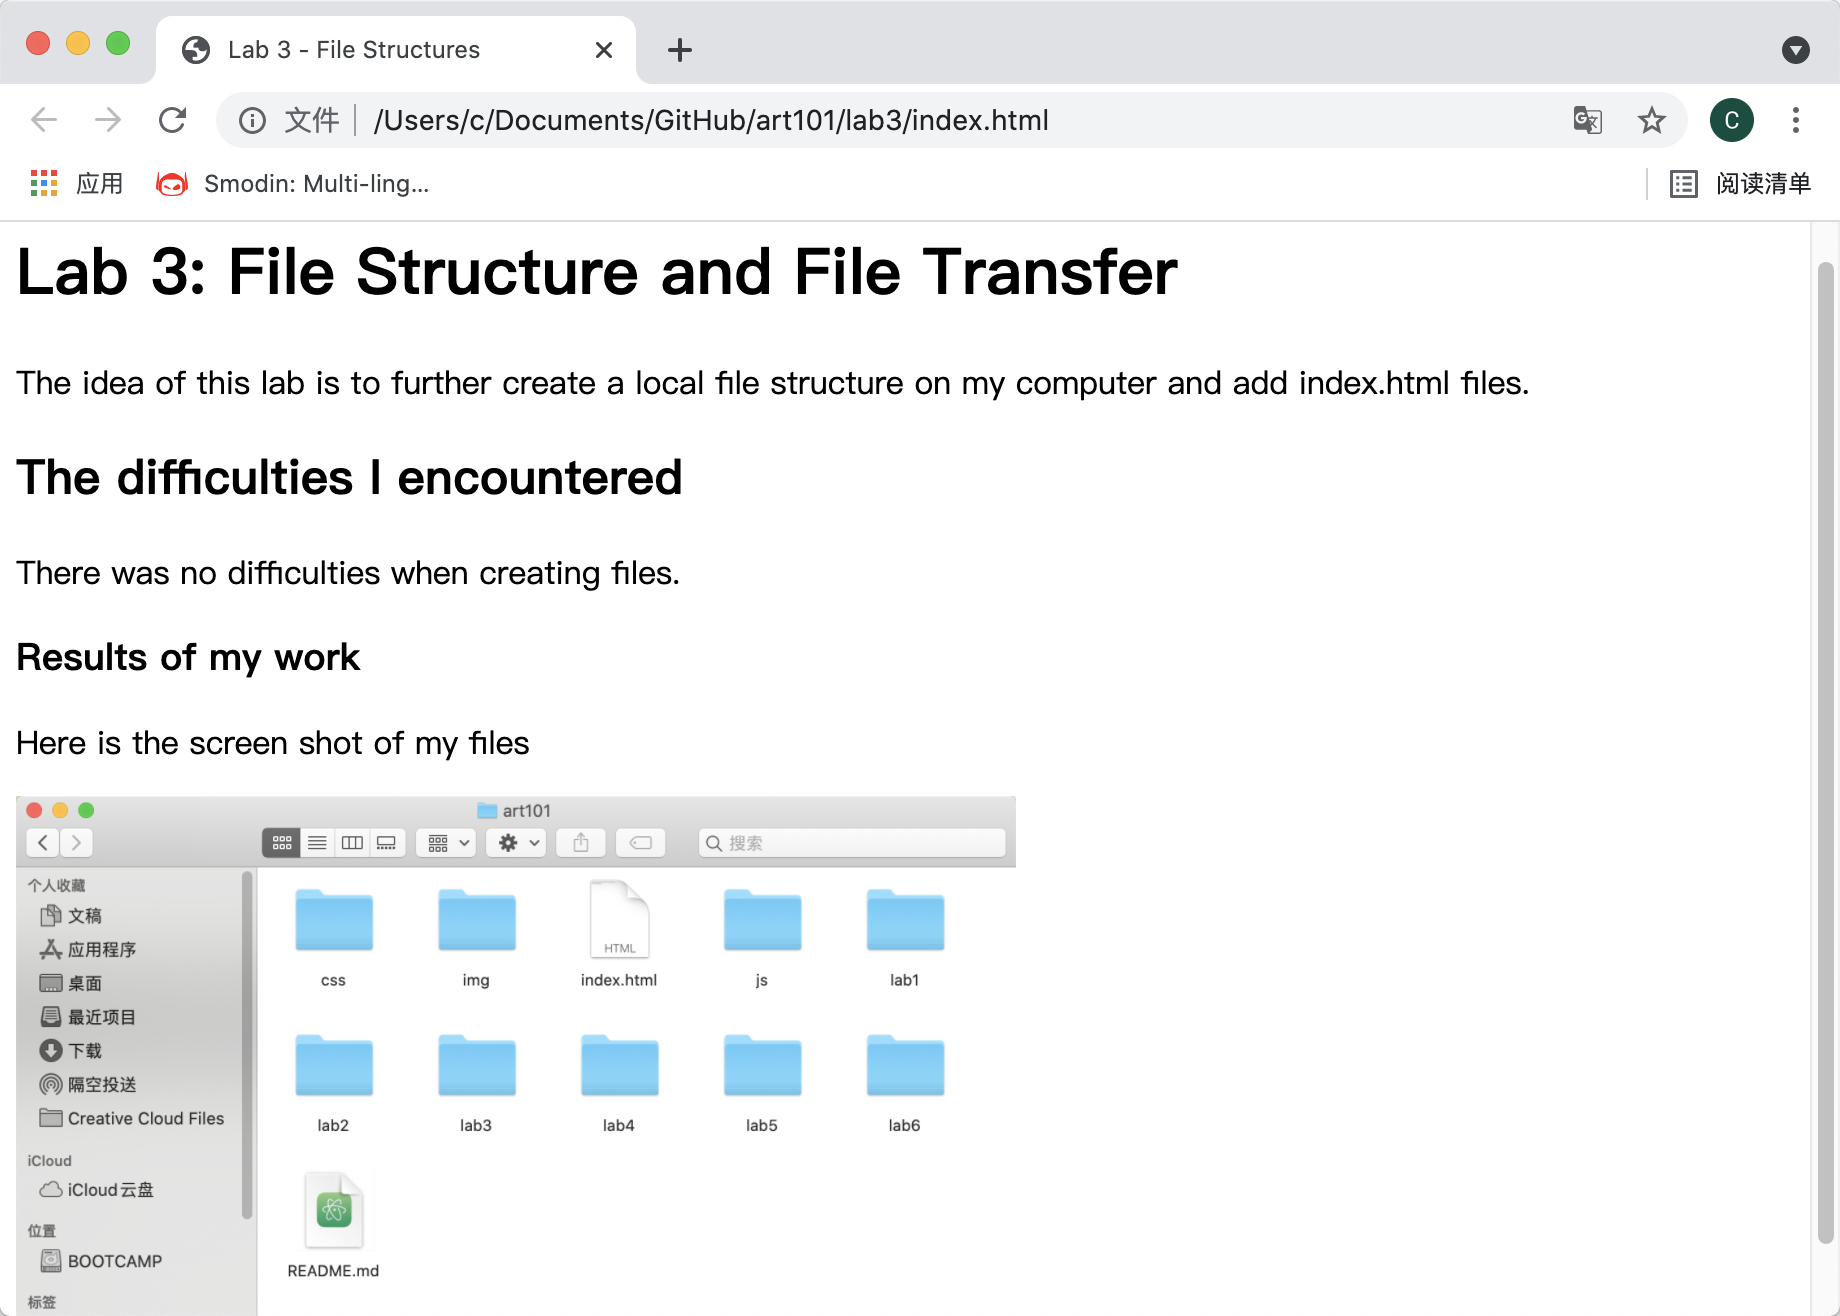 Lab 3 - File Structures
文件 /Users/c/Documents/GitHub/art101/lab3/index.html
C
应用 Smodin: Multi-ling... 阅读清单
Lab 3: File Structure and File Transfer
The idea of this lab is to further create a local file structure on my computer and add index.html files.
The difficulties I encountered
There was no difficulties when creating files.
Results of my work
Here is the screen shot of my files
art101
搜索
个人收藏
文稿
应用程序
桌面
最近项目
下载
隔空投送
Creative Cloud Files
iCloud
iCloud云盘
位置
BOOTCAMP
标签
HTML
css img index.html js lab1
lab2 lab3 lab4 lab5 lab6
README.md